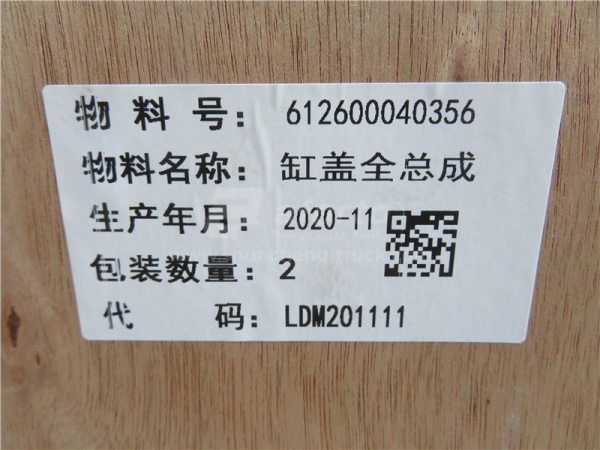 物 料 号： 612600040356
物料名称： 缸盖全总成
生产年月： 2020-11
包装数量： 2
代 码： LDM201111